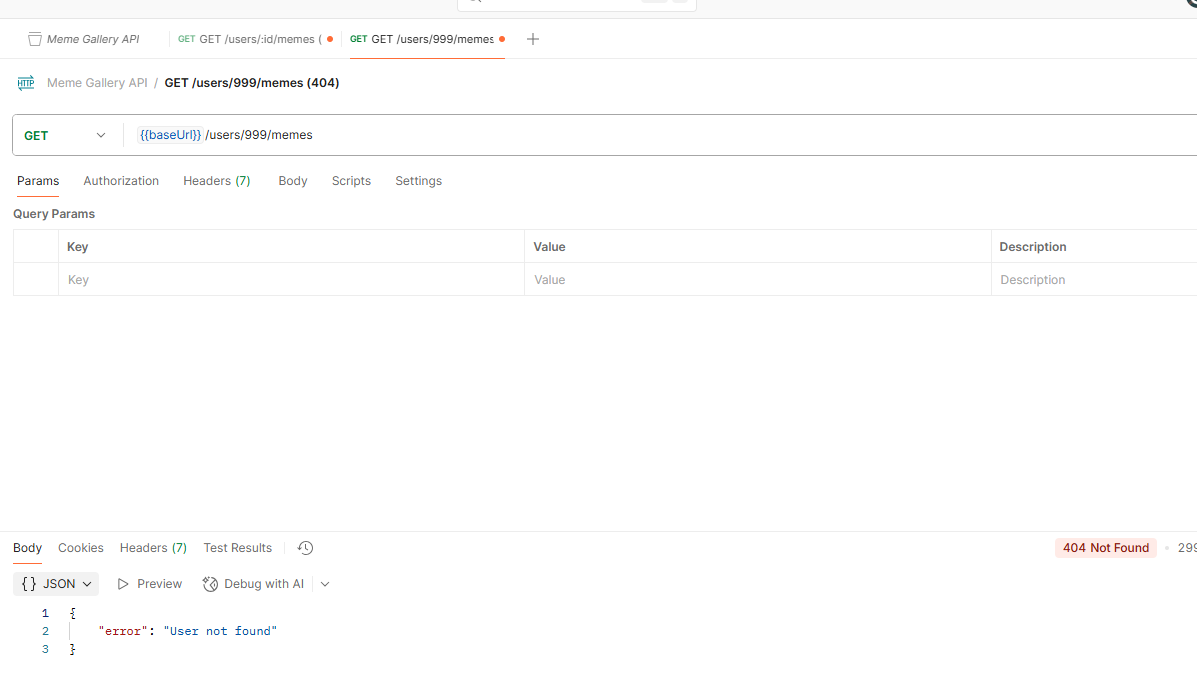 Meme Gallery API GET GET /users/:id/memes ( GET GET /users/999/memes
HTTP Meme Gallery API / GET /users/999/memes (404)
GET {{baseUrl}} /users/999/memes
Params Authorization Headers (7) Body Scripts Settings
Query Params
Key Value Description
Key Value Description
Body Cookies Headers (7) Test Results 404 Not Found • 299
{ } JSON Preview Debug with AI
1 {
2 "error": "User not found"
3 }